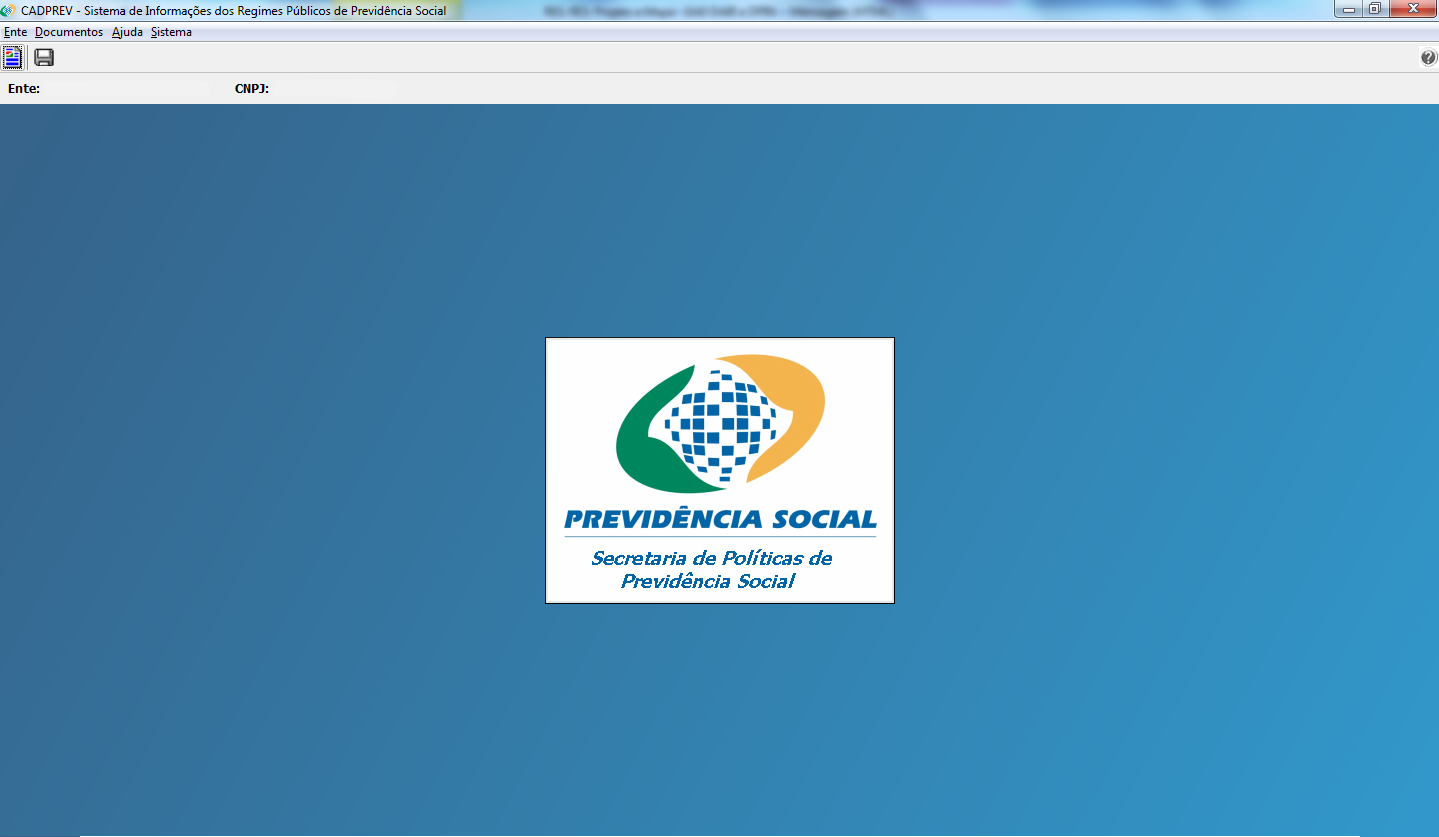 CADPREV - Sistema de Informações dos Regimes Públicos de Previdência Social
Ente Documentos Ajuda Sistema
Ente: CNPJ:
PREVIDÊNCIA SOCIAL
Secretaria de Políticas de
Previdência Social